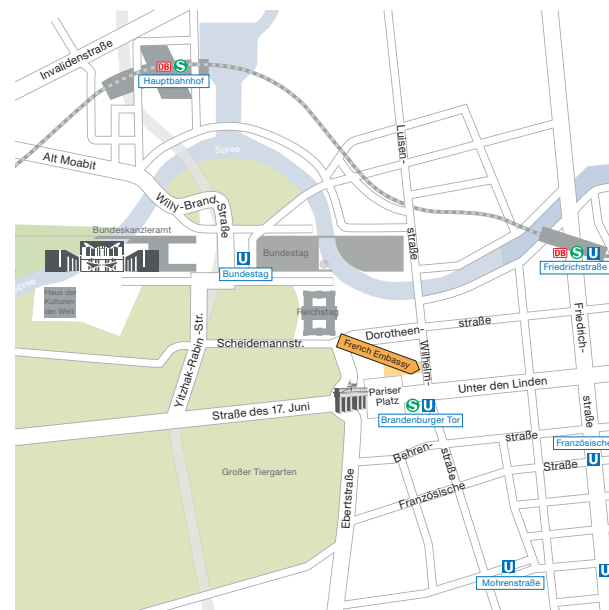 Invalidenstraße
DB S
Hauptbahnhof
Luisen-
straße
Spree
Alt Moabit
Willy-Brand
Straße
Bundeskanzleramt
U
Bundestag
Bundestag
DB S U
Friedrichstraße
Spree
Haus der
Kulturen
der Welt
Reichstag
Yitzhak-Rabin -Str.
Scheidemannstr.
Dorotheen-
straße
Friedrich-
straße
French Embassy
Wilhelm-
straße
Pariser
Platz
Unter den Linden
Straße des 17. Juni
S U
Brandenburger Tor
Behren-
straße
Französische
U
Französische
Straße
Großer Tiergarten
Ebertstraße
U
Mohrenstraße
U